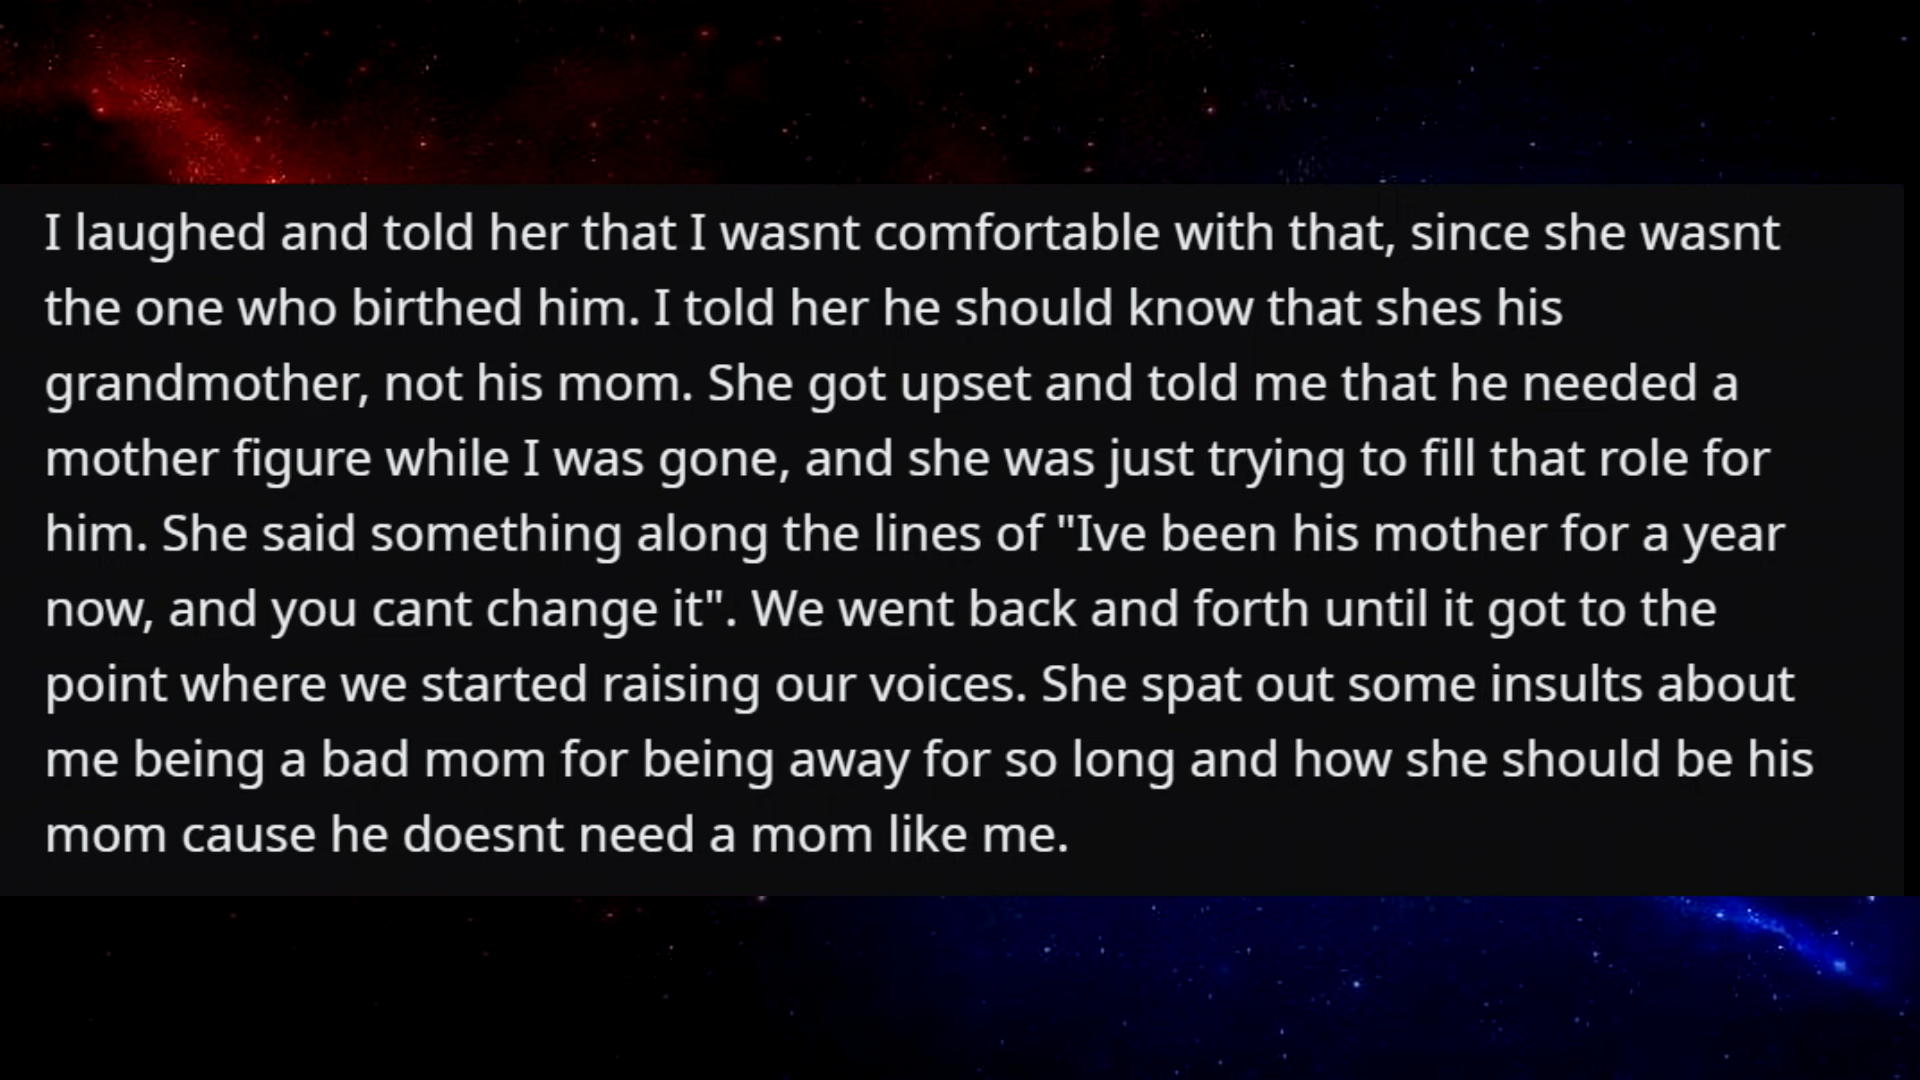 I laughed and told her that I wasnt comfortable with that, since she wasnt
the one who birthed him. I told her he should know that shes his
grandmother, not his mom. She got upset and told me that he needed a
mother figure while I was gone, and she was just trying to fill that role for
him. She said something along the lines of "Ive been his mother for a year
now, and you cant change it". We went back and forth until it got to the
point where we started raising our voices. She spat out some insults about
me being a bad mom for being away for so long and how she should be his
mom cause he doesnt need a mom like me.